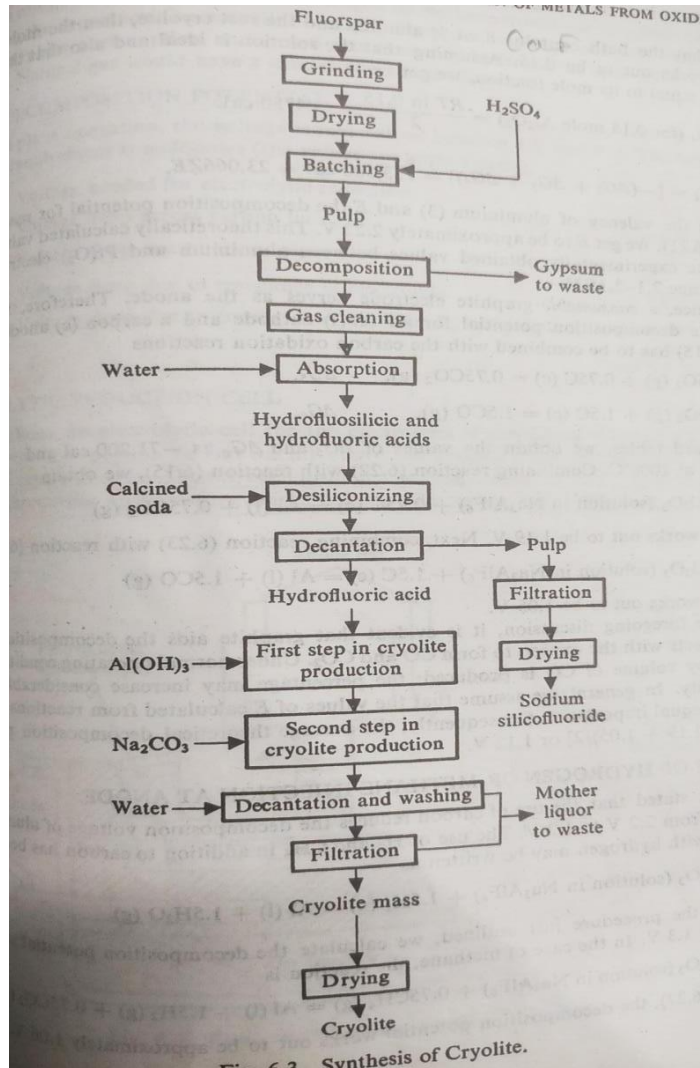 OF METALS FROM OXID
Fluorspar
Grinding
Drying
H₂SO₄
Batching
Pulp
Decomposition
Gypsum
to waste
Gas cleaning
Water
Absorption
Hydrofluosilicic and
hydrofluoric acids
Calcined
soda
Desiliconizing
Decantation
Pulp
Filtration
Drying
Sodium
silicofluoride
Hydrofluoric acid
Al(OH)₃
First step in cryolite
production
Na₂CO₃
Second step in
cryolite production
Water
Decantation and washing
Mother
liquor
to waste
Filtration
Cryolite mass
Drying
Cryolite
Fig. 6.2 Synthesis of Cryolite.